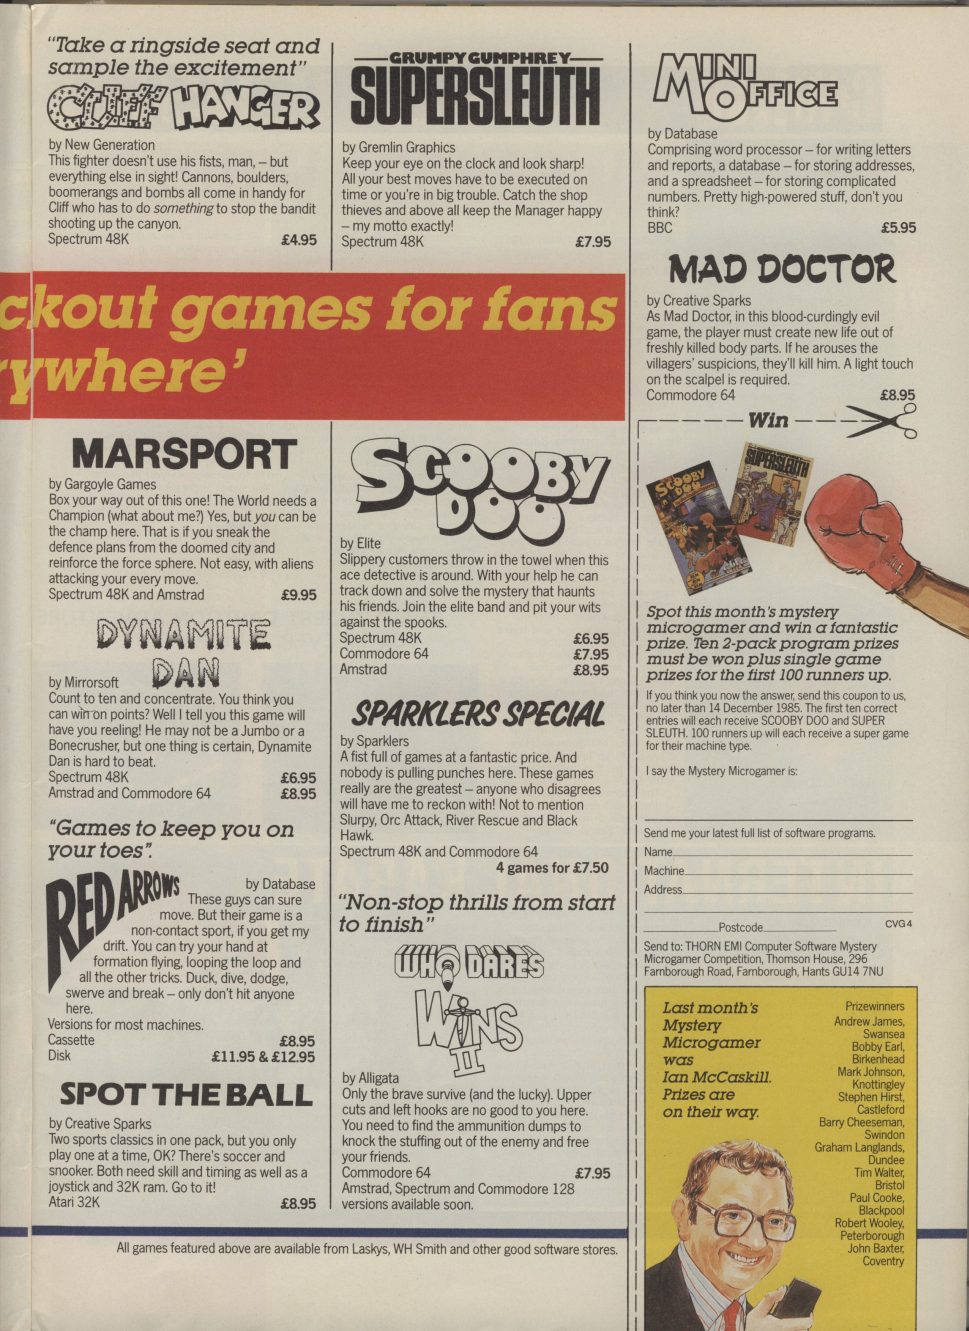 "Take a ringside seat and
sample the excitement"
CLIFF HANGER
by New Generation
This fighter doesn't use his fists, man, – but
everything else in sight! Cannons, boulders,
boomerangs and bombs all come in handy for
Cliff who has to do something to stop the bandit
shooting up the canyon.
Spectrum 48K £4.95
GRUMPY GUMPHREY
SUPERSLEUTH
by Gremlin Graphics
Keep your eye on the clock and look sharp!
All your best moves have to be executed on
time or you're in big trouble. Catch the shop
thieves and above all keep the Manager happy
– my motto exactly!
Spectrum 48K £7.95
MINI
OFFICE
by Database
Comprising word processor – for writing letters
and reports, a database – for storing addresses,
and a spreadsheet – for storing complicated
numbers. Pretty high-powered stuff, don't you
think?
BBC £5.95
MAD DOCTOR
by Creative Sparks
As Mad Doctor, in this blood-curdingly evil
game, the player must create new life out of
freshly killed body parts. If he arouses the
villagers' suspicions, they'll kill him. A light touch
on the scalpel is required.
Commodore 64 £8.95
ckout games for fans
rywhere'
MARSPORT
by Gargoyle Games
Box your way out of this one! The World needs a
Champion (what about me?) Yes, but you can be
the champ here. That is if you sneak the
defence plans from the doomed city and
reinforce the force sphere. Not easy, with aliens
attacking your every move.
Spectrum 48K and Amstrad £9.95
DYNAMITE
DAN
by Mirrorsoft
Count to ten and concentrate. You think you
can win on points? Well I tell you this game will
have you reeling! He may not be a Jumbo or a
Bonecrusher, but one thing is certain, Dynamite
Dan is hard to beat.
Spectrum 48K £6.95
Amstrad and Commodore 64 £8.95
"Games to keep you on
your toes".
RED ARROWS
by Database
These guys can sure
move. But their game is a
non-contact sport, if you get my
drift. You can try your hand at
formation flying, looping the loop and
all the other tricks. Duck, dive, dodge,
swerve and break – only don't hit anyone
here.
Versions for most machines.
Cassette £8.95
Disk £11.95 & £12.95
SPOT THE BALL
by Creative Sparks
Two sports classics in one pack, but you only
play one at a time, OK? There's soccer and
snooker. Both need skill and timing as well as a
joystick and 32K ram. Go to it!
Atari 32K £8.95
SCOOBY
DOO
by Elite
Slippery customers throw in the towel when this
ace detective is around. With your help he can
track down and solve the mystery that haunts
his friends. Join the elite band and pit your wits
against the spooks.
Spectrum 48K £6.95
Commodore 64 £7.95
Amstrad £8.95
SPARKLERS SPECIAL
by Sparklers
A fist full of games at a fantastic price. And
nobody is pulling punches here. These games
really are the greatest – anyone who disagrees
will have me to reckon with! Not to mention
Slurpy, Orc Attack, River Rescue and Black
Hawk.
Spectrum 48K and Commodore 64
4 games for £7.50
"Non-stop thrills from start
to finish"
WHO DARES
WINS
II
by Alligata
Only the brave survive (and the lucky). Upper
cuts and left hooks are no good to you here.
You need to find the ammunition dumps to
knock the stuffing out of the enemy and free
your friends.
Commodore 64 £7.95
Amstrad, Spectrum and Commodore 128
versions available soon.
Win
SCOOBY
DOO
SUPERSLEUTH
Spot this month's mystery
microgamer and win a fantastic
prize. Ten 2-pack program prizes
must be won plus single game
prizes for the first 100 runners up.
If you think you now the answer, send this coupon to us,
no later than 14 December 1985. The first ten correct
entries will each receive SCOOBY DOO and SUPER
SLEUTH. 100 runners up will each receive a super game
for their machine type.
I say the Mystery Microgamer is:
Send me your latest full list of software programs.
Name
Machine
Address
Postcode CVG 4
Send to: THORN EMI Computer Software Mystery
Microgamer Competition, Thomson House, 296
Farnborough Road, Farnborough, Hants GU14 7NU
Last month's
Mystery
Microgamer
was
Ian McCaskill.
Prizes are
on their way.
Prizewinners
Andrew James,
Swansea
Bobby Earl,
Birkenhead
Mark Johnson,
Knottingley
Stephen Hirst,
Castleford
Barry Cheeseman,
Swindon
Graham Langlands,
Dundee
Tim Walter,
Bristol
Paul Cooke,
Blackpool
Robert Wooley,
Peterborough
John Baxter,
Coventry
All games featured above are available from Laskys, WH Smith and other good software stores.